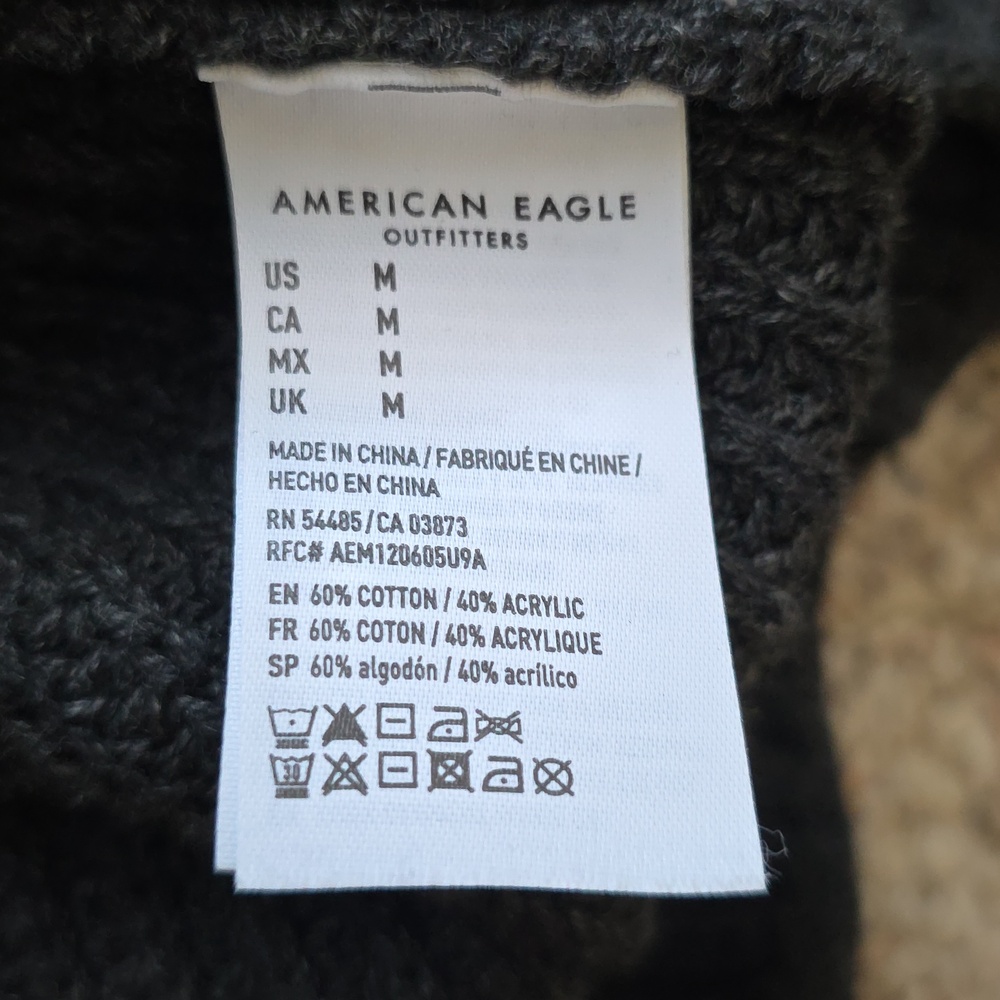 AMERICAN EAGLE
OUTFITTERS
US M
CA M
MX M
UK M
MADE IN CHINA / FABRIQUÉ EN CHINE /
HECHO EN CHINA
RN 54485 / CA 03873
RFC# AEM120605U9A
EN 60% COTTON / 40% ACRYLIC
FR 60% COTON / 40% ACRYLIQUE
SP 60% algodón / 40% acrílico
30